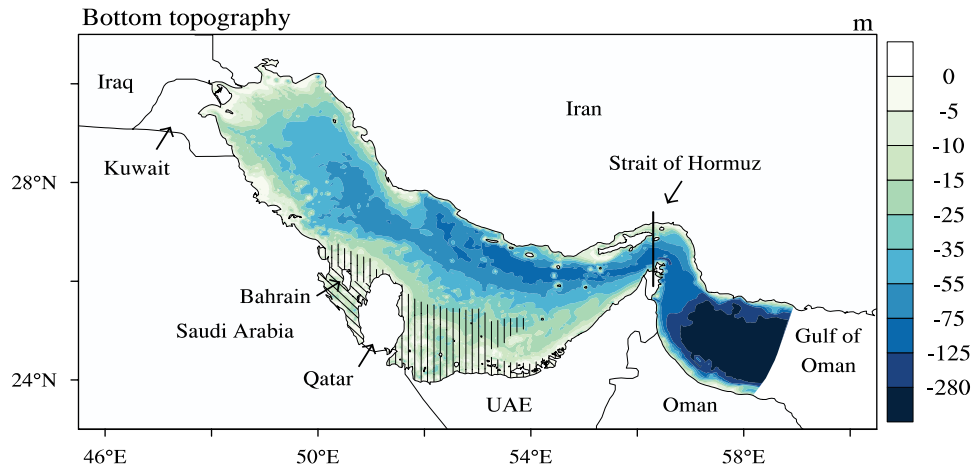 Bottom topography
m
Iraq
Iran
0
-5
-10
-15
-25
-35
-55
-75
-125
-280
Kuwait
Strait of Hormuz
28°N
Bahrain
Saudi Arabia
Gulf of
Oman
Qatar
24°N
UAE
Oman
46°E
50°E
54°E
58°E